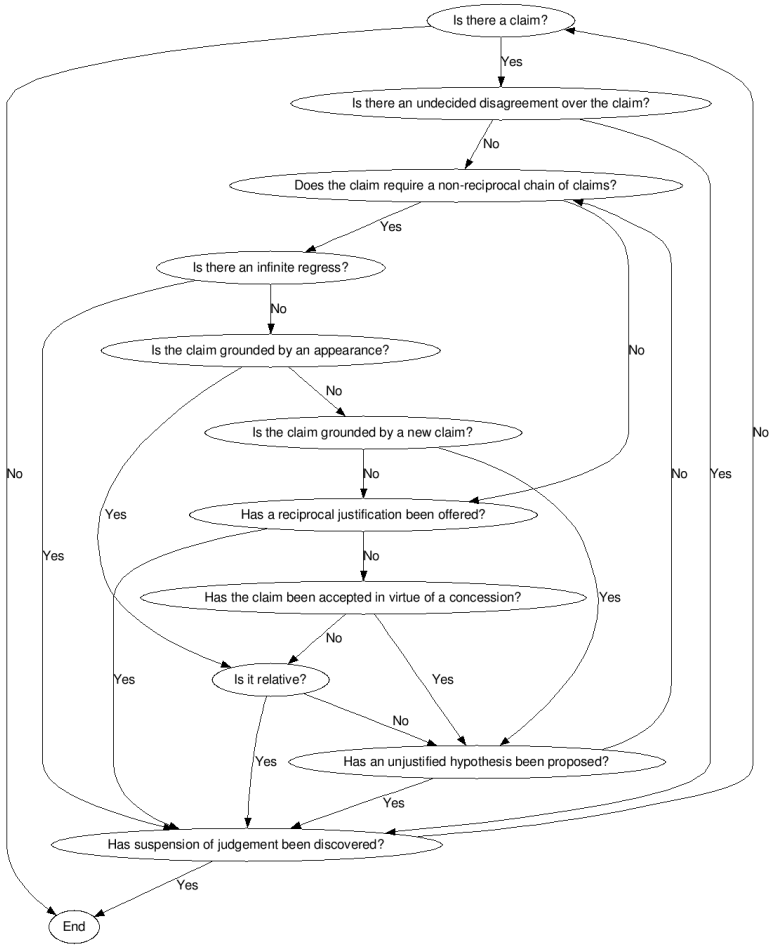 Is there a claim?
Yes
Is there an undecided disagreement over the claim?
No
Does the claim require a non-reciprocal chain of claims?
Yes
Is there an infinite regress?
No
Is the claim grounded by an appearance?
No
No
Is the claim grounded by a new claim?
No
No
No
Yes
No
Yes
Has a reciprocal justification been offered?
Yes
No
Has the claim been accepted in virtue of a concession?
Yes
No
Is it relative?
Yes
Yes
No
Has an unjustified hypothesis been proposed?
Yes
Yes
Has suspension of judgement been discovered?
Yes
End